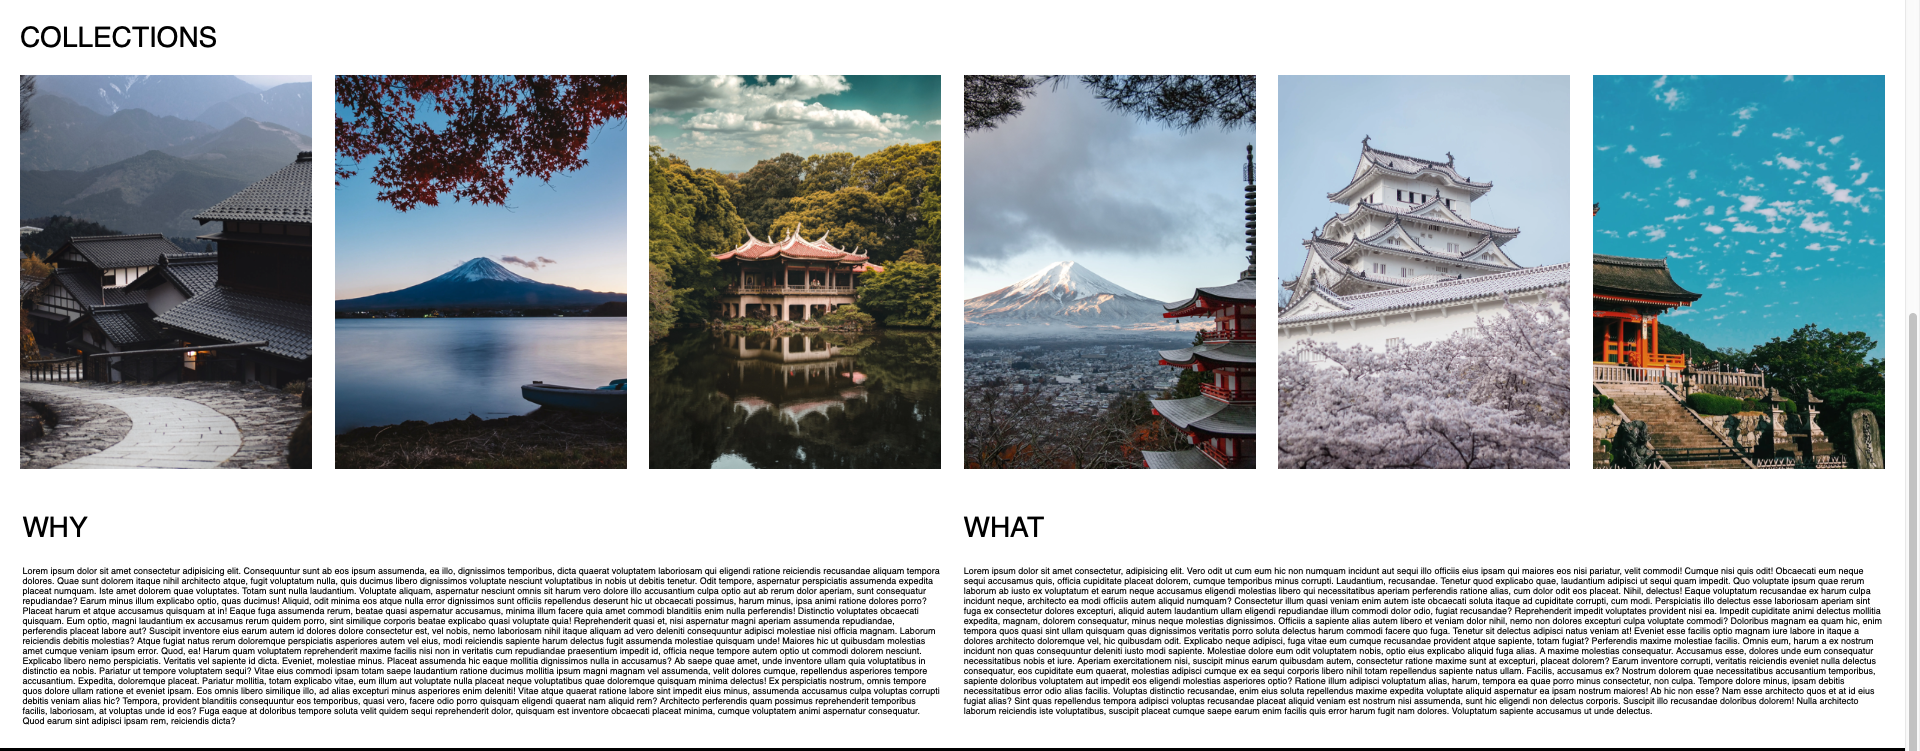 COLLECTIONS
WHY
Lorem ipsum dolor sit amet consectetur adipisicing elit. Consequuntur sunt ab eos ipsum assumenda, ea illo, dignissimos temporibus, dicta quaerat voluptatem laboriosam qui eligendi ratione reiciendis recusandae aliquam tempora
dolores. Quae sunt dolorem itaque nihil architecto atque, fugit voluptatum nulla, quis ducimus libero dignissimos voluptate nesciunt voluptatibus in nobis ut debitis tenetur. Odit tempore, aspernatur perspiciatis assumenda expedita
placeat numquam. Iste amet dolorem quae voluptates. Totam sunt nulla laudantium. Voluptate aliquam, aspernatur nesciunt omnis sit harum vero dolore illo accusantium culpa optio aut ab rerum dolor aperiam, sunt consequatur
repudiandae? Earum minus illum explicabo optio, quas ducimus! Aliquid, odit minima eos atque nulla error dignissimos sunt officiis repellendus deserunt hic ut obcaecati possimus, harum minus, ipsa animi ratione dolores porro?
Placeat harum et atque accusamus quisquam at in! Eaque fuga assumenda rerum, beatae quasi aspernatur quos accusamus, minima illum facere quia amet commodi blanditiis enim nulla perferendis! Distinctio voluptates obcaecati
quisquam. Eum optio, magni laudantium ex accusamus rerum quidem porro, sint similique corporis beatae explicabo quasi voluptate quia! Reprehenderit quasi et, nisi aspernatur magni aperiam assumenda repudiandae,
perferendis placeat labore aut? Suscipit inventore eius earum autem id dolores dolore consectetur est, vel nobis, nemo laboriosam nihil itaque aliquam ad vero deleniti consequuntur adipisci molestiae nisi officia magnam. Laborum
reiciendis debitis molestias? Atque fugiat natus rerum doloremque perspiciatis asperiores autem vel eius, modi reiciendis sapiente harum delectus fugit assumenda molestiae quisquam unde! Maiores hic ut quibusdam molestias
amet cumque veniam ipsum error. Quod, ea! Harum quam voluptatem reprehenderit maxime facilis nisi non in veritatis cum repudiandae praesentium impedit id, officia neque tempore autem optio ut commodi dolorem nesciunt.
Explicabo libero nemo perspiciatis. Veritatis vel sapiente id dicta. Eveniet, molestiae minus. Placeat assumenda hic eaque mollitia dignissimos nulla in accusamus? Ab saepe quae amet, unde inventore ullam quia voluptatibus in
distinctio ea nobis. Pariatur ut tempore voluptatem sequi? Vitae eius commodi ipsam totam saepe laudantium ratione ducimus mollitia ipsum magni magnam vel assumenda, velit dolores cumque, repellendus asperiores tempore
accusantium. Expedita, doloremque placeat. Pariatur mollitia, totam explicabo vitae, eum illum aut voluptate nulla placeat neque voluptatibus quae doloremque quisquam minima delectus! Ex perspiciatis nostrum, omnis tempore
quos dolore ullam ratione et eveniet ipsam. Eos omnis libero similique illo, ad alias excepturi minus asperiores enim deleniti! Vitae atque quaerat ratione labore sint impedit eius minus, assumenda accusamus culpa voluptas corrupti
debitis veniam alias hic? Tempora, provident blanditiis consequuntur eos temporibus, quasi vero, facere odio porro quisquam eligendi quaerat nam aliquid rem? Architecto perferendis quam possimus reprehenderit temporibus
facilis, laboriosam, at voluptas unde id eos? Fuga eaque at doloribus tempore soluta velit quidem sequi reprehenderit dolor, quisquam est inventore obcaecati placeat minima, cumque voluptatem animi aspernatur consequatur.
Quod earum sint adipisci ipsam rem, reiciendis dicta?
WHAT
Lorem ipsum dolor sit amet consectetur, adipisicing elit. Vero odit ut cum eum hic non numquam incidunt aut sequi illo officiis eius ipsam qui maiores eos nisi pariatur, velit commodi! Cumque nisi quis odit! Obcaecati eum neque
sequi accusamus quis, officia cupiditate placeat dolorem, cumque temporibus minus corrupti. Laudantium, recusandae. Tenetur quod explicabo quae, laudantium adipisci ut sequi quam impedit. Quo voluptate ipsum quae rerum
laborum ab iusto ex voluptatum et earum neque accusamus eligendi molestias libero qui necessitatibus aperiam perferendis ratione alias, cum dolor odit eos placeat. Nihil, delectus! Eaque voluptatum recusandae ex harum culpa
incidunt neque, architecto ea modi officiis autem aliquid numquam? Consectetur illum quasi veniam enim autem iste obcaecati soluta itaque ad cupiditate corrupti, cum modi. Perspiciatis illo delectus esse laboriosam aperiam sint
fuga ex consectetur dolores excepturi, aliquid autem laudantium ullam eligendi repudiandae illum commodi dolor odio, fugiat recusandae? Reprehenderit impedit voluptas provident nisi ea. Impedit cupiditate animi delectus mollitia
expedita, magnam, dolorem consequatur, minus neque molestias dignissimos. Officiis a sapiente alias autem libero et veniam dolor nihil, nemo non dolores excepturi culpa voluptate commodi? Doloribus magnam ea quam hic, enim
tempora quos quasi sint ullam quisquam quas dignissimos veritatis porro soluta delectus harum commodi facere quo fuga. Tenetur sit delectus adipisci natus veniam at! Eveniet esse facilis optio magnam iure labore in itaque a
dolores architecto doloremque vel, hic quibusdam odit. Explicabo neque adipisci, fuga vitae eum cumque recusandae provident atque sapiente, totam fugiat? Perferendis maxime molestiae facilis. Omnis eum, harum a ex nostrum
incidunt non quas consequuntur deleniti iusto modi sapiente. Molestiae dolore eum odit voluptatem nobis, optio eius explicabo aliquid fuga alias. A maxime molestias consequatur. Accusamus esse, dolores unde eum consequatur
necessitatibus nobis et iure. Aperiam exercitationem nisi, suscipit minus earum quibusdam autem, consectetur ratione maxime sunt at excepturi, placeat dolorem? Earum inventore corrupti, veritatis reiciendis eveniet nulla delectus
consequatur, eos cupiditate eum quaerat, molestias adipisci cumque ex ea sequi corporis libero nihil totam repellendus sapiente natus ullam. Facilis, accusamus ex? Nostrum dolorem quae necessitatibus accusantium temporibus,
sapiente doloribus voluptatem aut impedit eos eligendi molestias asperiores optio? Ratione illum adipisci voluptatum alias, harum, tempora ea quae porro minus consectetur, non culpa. Tempore dolore minus, ipsam debitis
necessitatibus error odio alias facilis. Voluptas distinctio recusandae, enim eius soluta repellendus maxime expedita voluptate aliquid aspernatur ea ipsam nostrum maiores! Ab hic non esse? Nam esse architecto quos et at id eius
fugiat alias? Sint quas repellendus tempora adipisci voluptas recusandae placeat aliquid veniam est nostrum nisi assumenda, sunt hic eligendi non delectus corporis. Suscipit illo recusandae doloribus dolorem! Nulla architecto
laborum reiciendis iste voluptatibus, suscipit placeat cumque saepe earum enim facilis quis error harum fugit nam dolores. Voluptatum sapiente accusamus ut unde delectus.